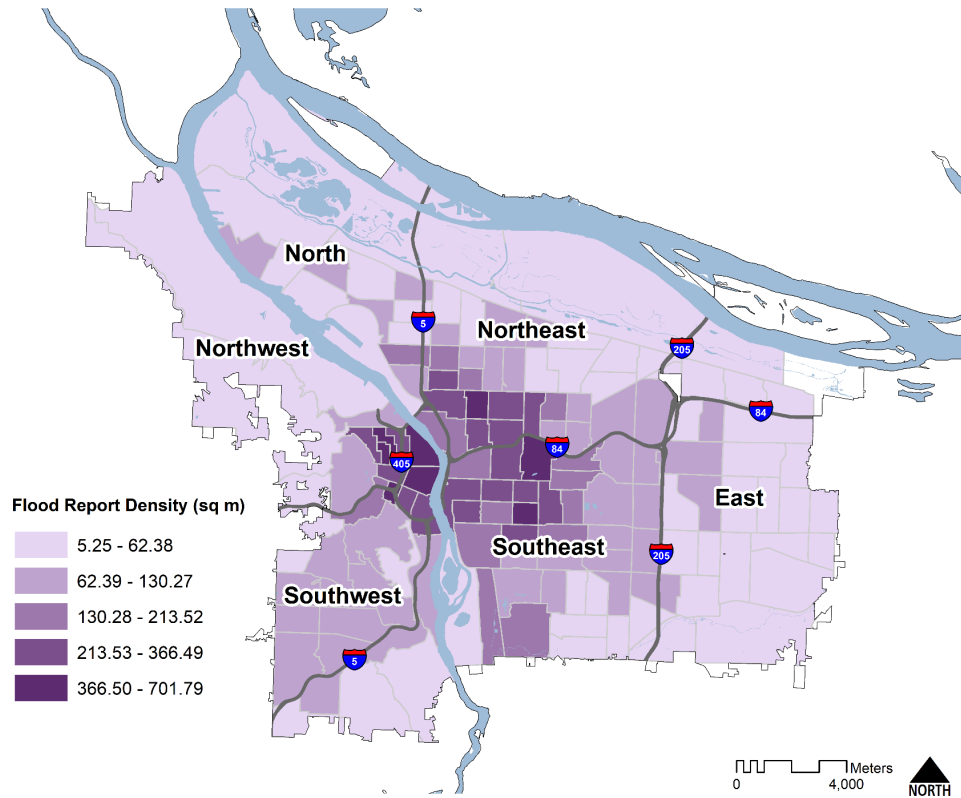 North
5
Northeast
205
Northwest
84
84
405
Flood Report Density (sq m)
5.25 - 62.38
62.39 - 130.27
130.28 - 213.52
213.53 - 366.49
366.50 - 701.79
East
Southeast
205
Southwest
5
Meters
0 4,000
NORTH